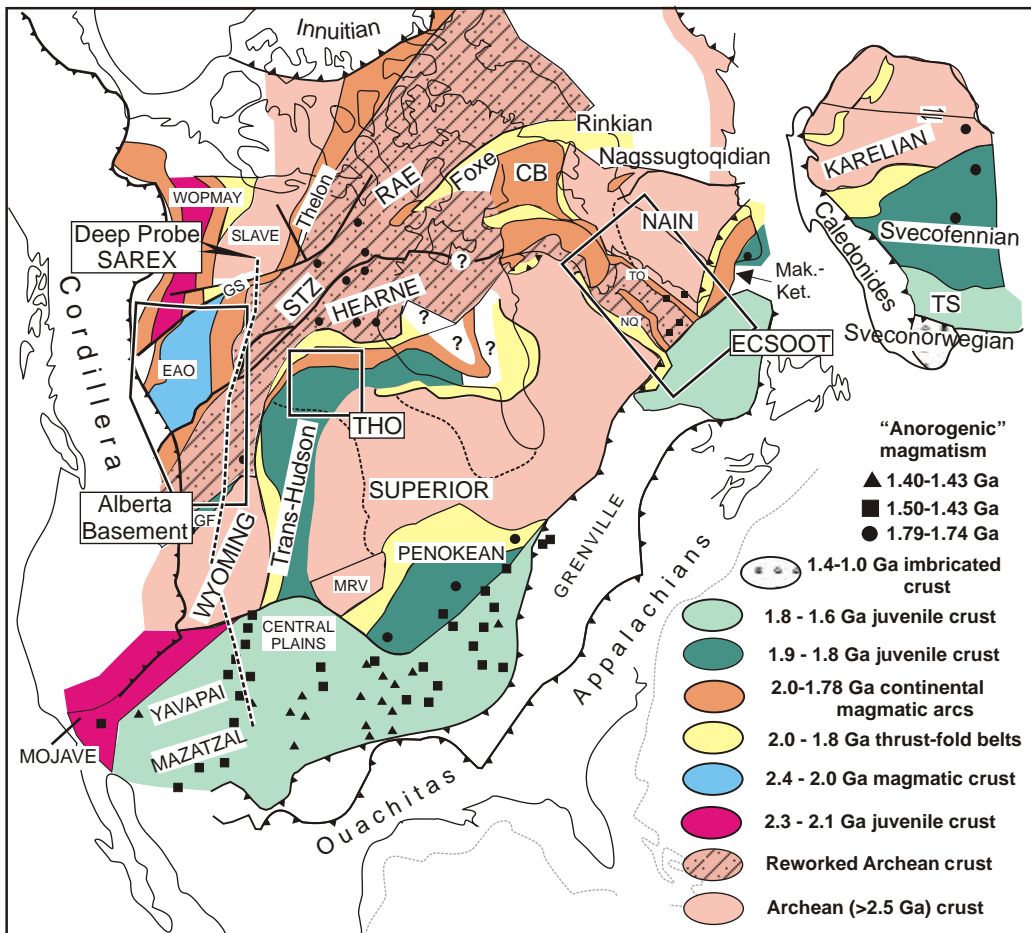 Innuitian
Rinkian
Nagssugtoqidian
Foxe
CB
RAE
Thelon
WOPMAY
SLAVE
Deep Probe
SAREX
GS
STZ
HEARNE
?
?
?
NAIN
TO
NQ
Mak.-
Ket.
ECSOOT
KARELIAN
Svecofennian
Caledonides
TS
Sveconorwegian
Cordillera
EAO
THO
Alberta
Basement
GF
WYOMING
Trans-Hudson
SUPERIOR
PENOKEAN
MRV
GRENVILLE
Appalachians
CENTRAL
PLAINS
YAVAPAI
MAZATZAL
MOJAVE
Ouachitas
“Anorogenic”
magmatism
1.40-1.43 Ga
1.50-1.43 Ga
1.79-1.74 Ga
1.4-1.0 Ga imbricated
crust
1.8 - 1.6 Ga juvenile crust
1.9 - 1.8 Ga juvenile crust
2.0-1.78 Ga continental
magmatic arcs
2.0 - 1.8 Ga thrust-fold belts
2.4 - 2.0 Ga magmatic crust
2.3 - 2.1 Ga juvenile crust
Reworked Archean crust
Archean (>2.5 Ga) crust